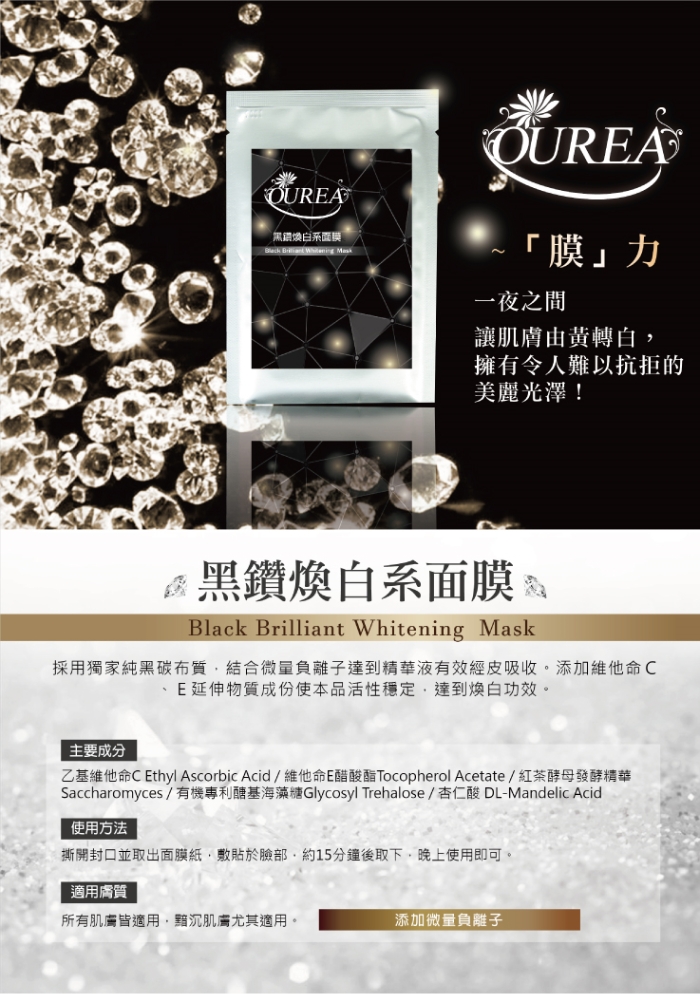 OUREA
~「膜」力
一夜之間
讓肌膚由黃轉白，
擁有令人難以抗拒的
美麗光澤！
OUREA
黑鑽煥白系面膜
Black Brilliant Whitening Mask
黑鑽煥白系面膜
Black Brilliant Whitening Mask
採用獨家純黑碳布質，結合微量負離子達到精華液有效經皮吸收。添加維他命C
、E延伸物質成份使本品活性穩定，達到煥白功效。
主要成分
乙基維他命C Ethyl Ascorbic Acid / 維他命E醋酸酯Tocopherol Acetate / 紅茶酵母發酵精華
Saccharomyces / 有機專利醣基海藻糖Glycosyl Trehalose / 杏仁酸 DL-Mandelic Acid
使用方法
撕開封口並取出面膜紙，敷貼於臉部，約15分鐘後取下，晚上使用即可。
適用膚質
所有肌膚皆適用，黯沉肌膚尤其適用。
添加微量負離子